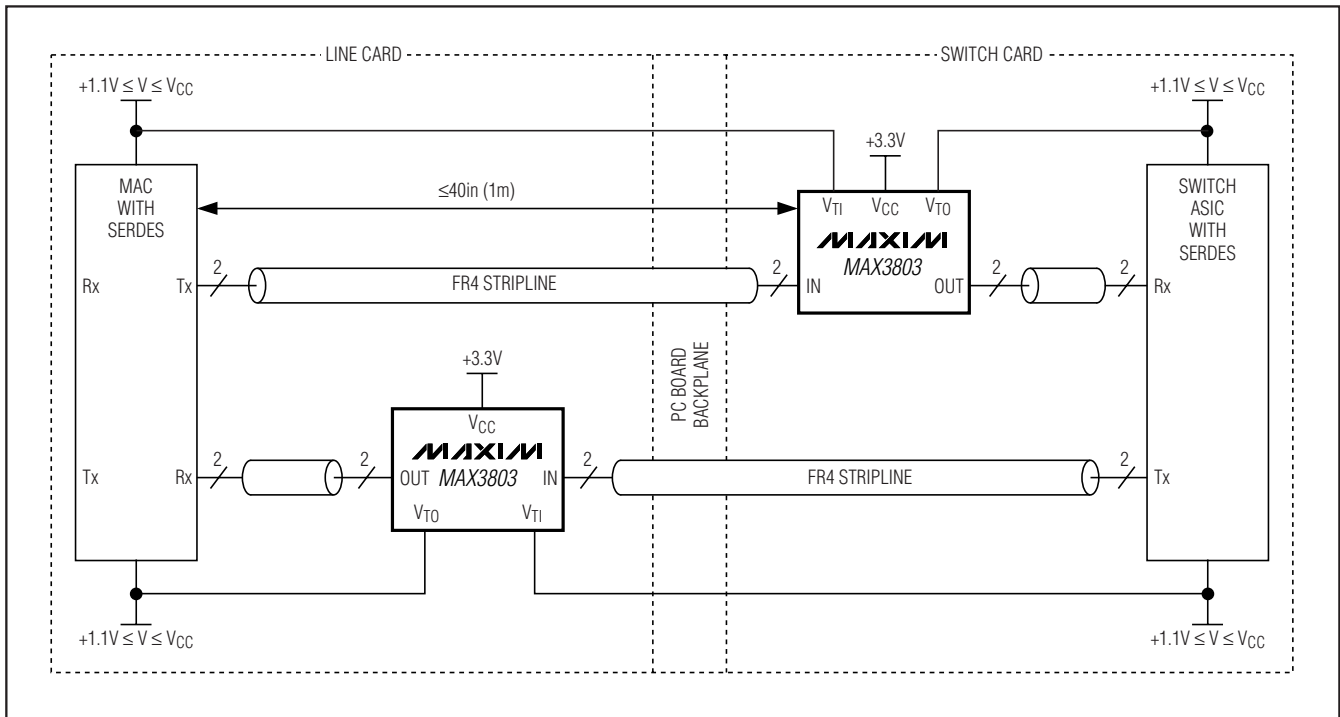 LINE CARD
SWITCH CARD
+1.1V ≤ V ≤ VCC
+1.1V ≤ V ≤ VCC
+3.3V
MAC
WITH
SERDES
≤40in (1m)
VTI VCC VTO
MAXIM
MAX3803
SWITCH
ASIC
WITH
SERDES
Rx Tx 2 FR4 STRIPLINE 2 IN OUT 2 2 Rx
+3.3V
PC BOARD
BACKPLANE
VCC
MAXIM
Tx Rx 2 2 OUT MAX3803 IN 2 FR4 STRIPLINE 2 Tx
VTO VTI
+1.1V ≤ V ≤ VCC
+1.1V ≤ V ≤ VCC